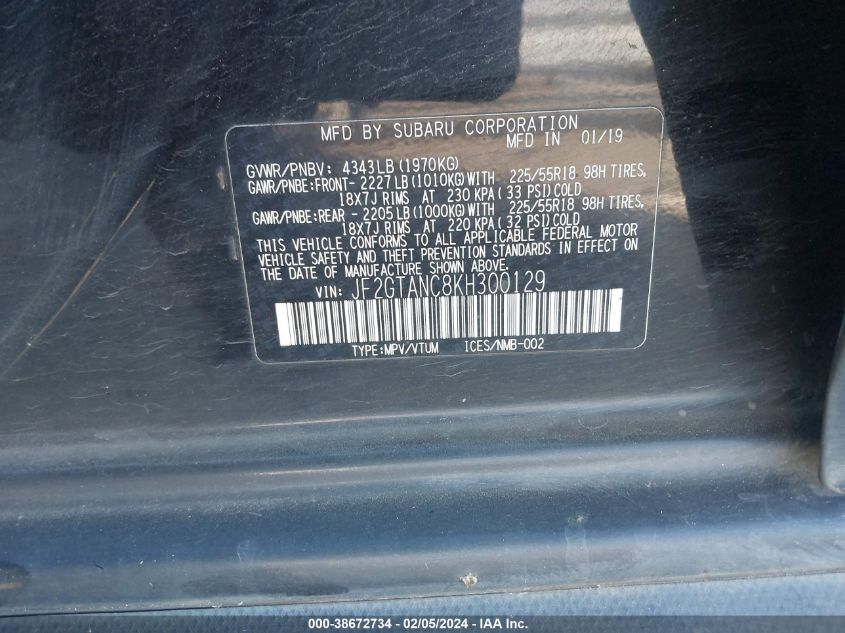 MFD BY SUBARU CORPORATION
MFD IN 01/19
GVWR/PNBV: 4343LB(1970KG)
GAWR/PNBE:FRONT- 2227LB(1010KG)WITH 225/55R18 98H TIRES,
18X7J RIMS AT 230 KPA(33 PSI)COLD
GAWR/PNBE:REAR - 2205LB(1000KG)WITH 225/55R18 98H TIRES,
18X7J RIMS AT 220 KPA(32 PSI)COLD
THIS VEHICLE CONFORMS TO ALL APPLICABLE FEDERAL MOTOR
VEHICLE SAFETY AND THEFT PREVENTION STANDARDS IN EFFECT ON
THE DATE OF MANUFACTURE SHOWN ABOVE.
VIN: JF2GTANC8KH300129
TYPE:MPV/VTUM ICES/NMB-002
000-38672734 - 02/05/2024 - IAA Inc.